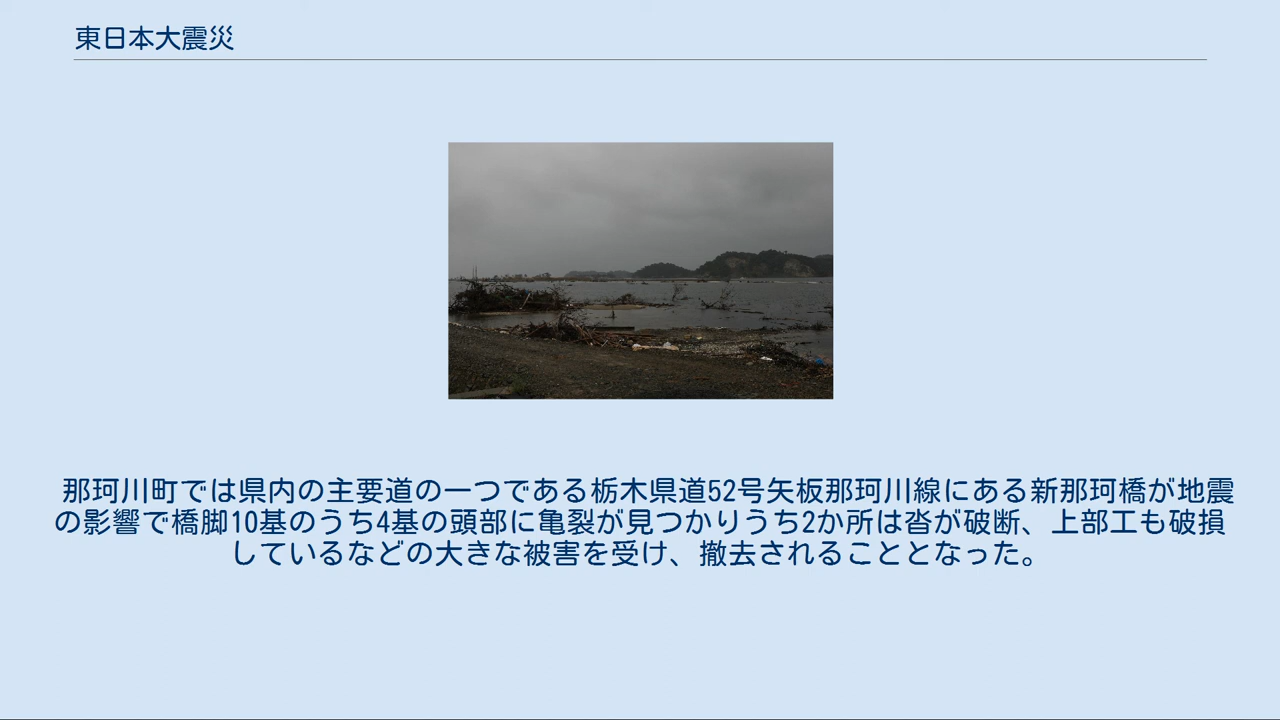 東日本大震災
那珂川町では県内の主要道の一つである栃木県道52号矢板那珂川線にある新那珂橋が地震
の影響で橋脚10基のうち4基の頭部に亀裂が見つかりうち2か所は沓が破断、上部工も破損
しているなどの大きな被害を受け、撤去されることとなった。